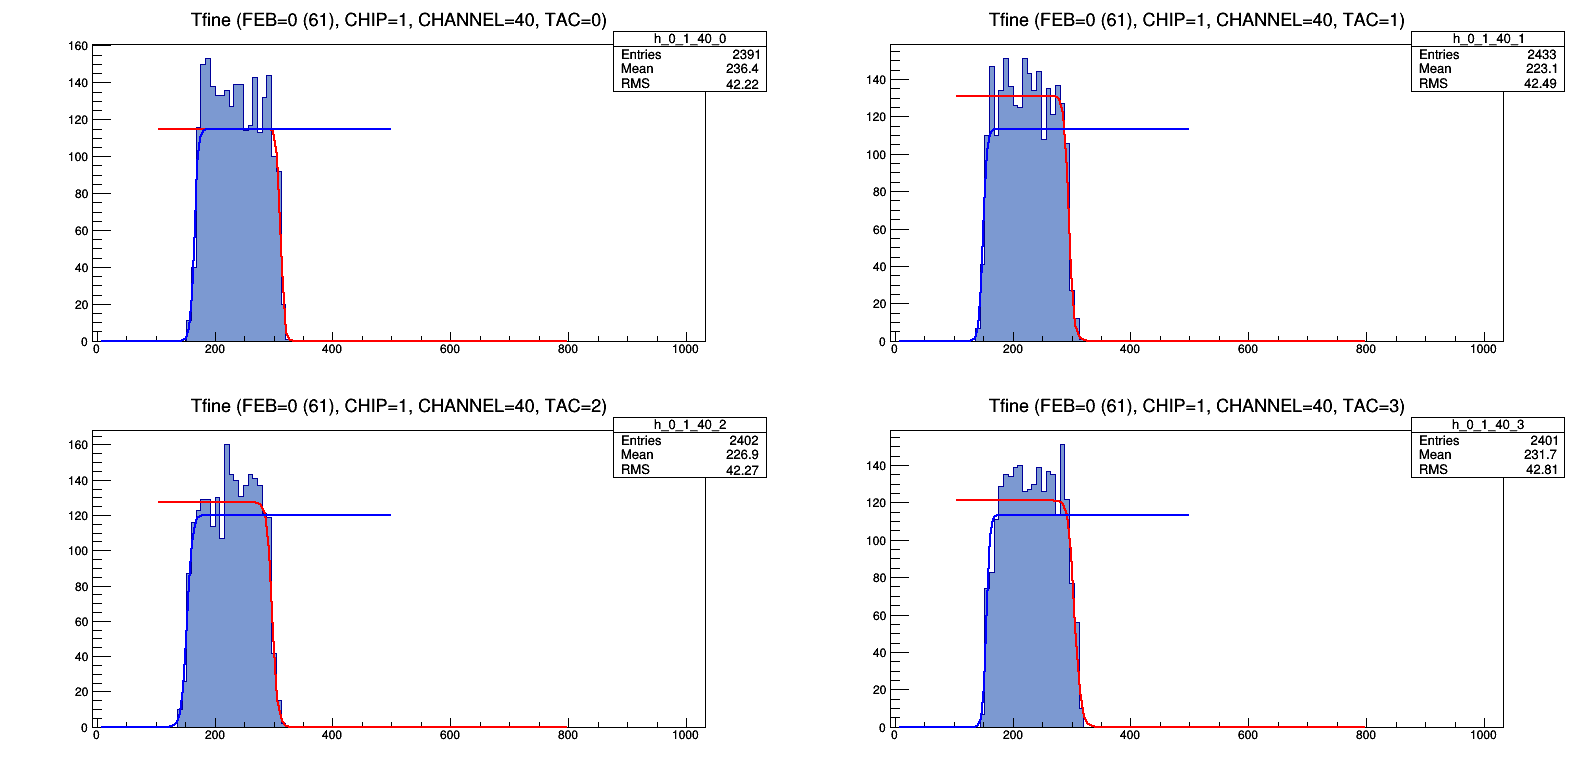 Tfine (FEB=0 (61), CHIP=1, CHANNEL=40, TAC=0)
h_0_1_40_0
Entries 2391
Mean 236.4
RMS 42.22
160
140
120
100
80
60
40
20
0
0 200 400 600 800 1000
Tfine (FEB=0 (61), CHIP=1, CHANNEL=40, TAC=1)
h_0_1_40_1
Entries 2433
Mean 223.1
RMS 42.49
140
120
100
80
60
40
20
0
0 200 400 600 800 1000
Tfine (FEB=0 (61), CHIP=1, CHANNEL=40, TAC=2)
h_0_1_40_2
Entries 2402
Mean 226.9
RMS 42.27
160
140
120
100
80
60
40
20
0
0 200 400 600 800 1000
Tfine (FEB=0 (61), CHIP=1, CHANNEL=40, TAC=3)
h_0_1_40_3
Entries 2401
Mean 231.7
RMS 42.81
140
120
100
80
60
40
20
0
0 200 400 600 800 1000